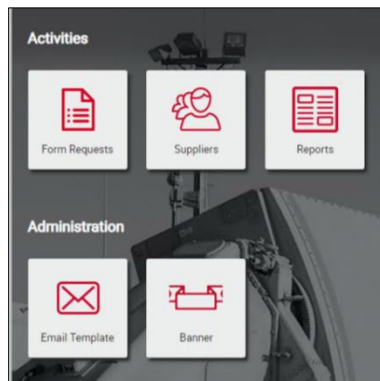 Activities
Form Requests
Suppliers
Reports
Administration
Email Template
Banner